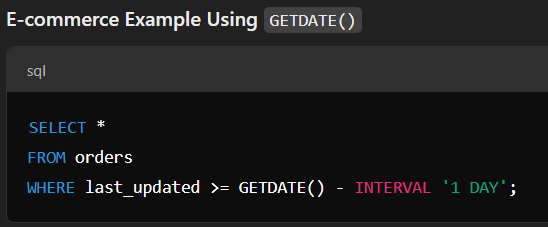 E-commerce Example Using GETDATE()
sql
SELECT *
FROM orders
WHERE last_updated >= GETDATE() - INTERVAL '1 DAY';